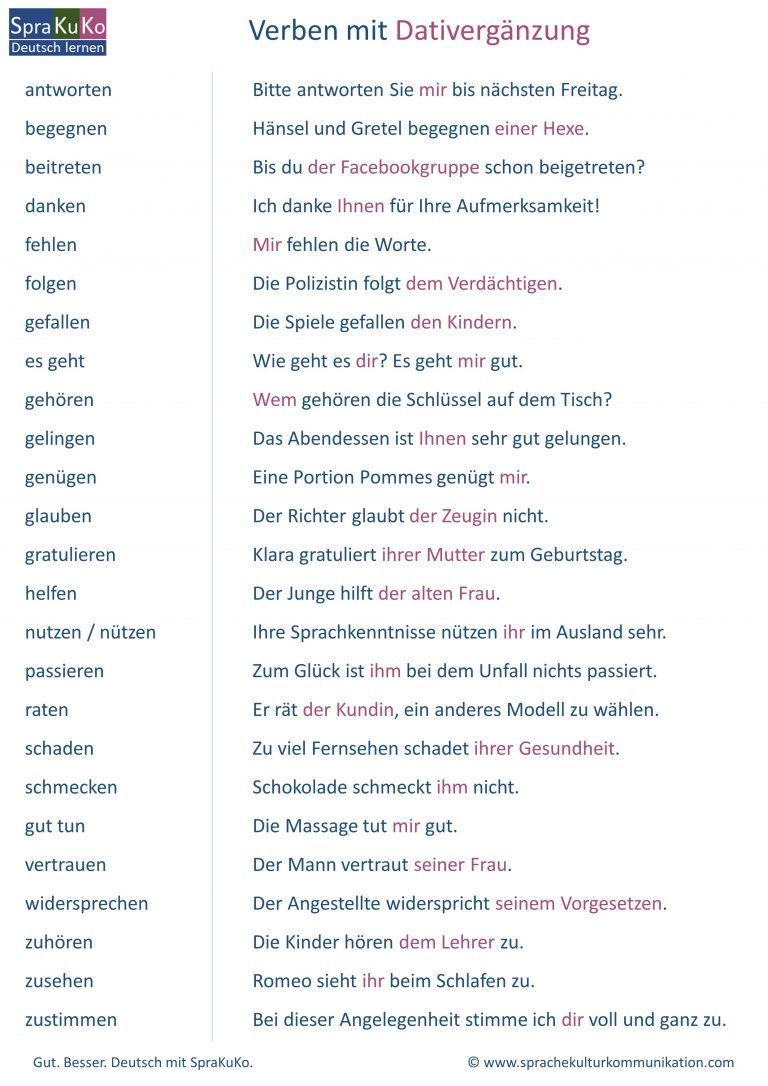 SpraKuKo
Deutsch lernen
Verben mit Dativergänzung
antworten Bitte antworten Sie mir bis nächsten Freitag.
begegnen Hänsel und Gretel begegnen einer Hexe.
beitreten Bis du der Facebookgruppe schon beigetreten?
danken Ich danke Ihnen für Ihre Aufmerksamkeit!
fehlen Mir fehlen die Worte.
folgen Die Polizistin folgt dem Verdächtigen.
gefallen Die Spiele gefallen den Kindern.
es geht Wie geht es dir? Es geht mir gut.
gehören Wem gehören die Schlüssel auf dem Tisch?
gelingen Das Abendessen ist Ihnen sehr gut gelungen.
genügen Eine Portion Pommes genügt mir.
glauben Der Richter glaubt der Zeugin nicht.
gratulieren Klara gratuliert ihrer Mutter zum Geburtstag.
helfen Der Junge hilft der alten Frau.
nutzen / nützen Ihre Sprachkenntnisse nützen ihr im Ausland sehr.
passieren Zum Glück ist ihm bei dem Unfall nichts passiert.
raten Er rät der Kundin, ein anderes Modell zu wählen.
schaden Zu viel Fernsehen schadet ihrer Gesundheit.
schmecken Schokolade schmeckt ihm nicht.
gut tun Die Massage tut mir gut.
vertrauen Der Mann vertraut seiner Frau.
widersprechen Der Angestellte widerspricht seinem Vorgesetzen.
zuhören Die Kinder hören dem Lehrer zu.
zusehen Romeo sieht ihr beim Schlafen zu.
zustimmen Bei dieser Angelegenheit stimme ich dir voll und ganz zu.
Gut. Besser. Deutsch mit SpraKuKo. © www.sprachekulturkommunikation.com